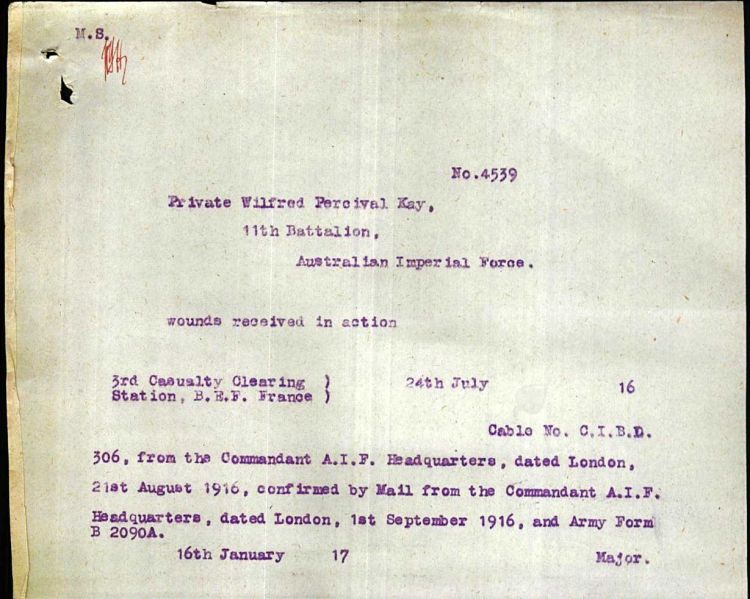 M.S.
No.4539
Private Wilfred Percival Kay,
11th Battalion,
Australian Imperial Force.
wounds received in action
3rd Casualty Clearing )
Station, B.E.F. France )
24th July 16
Cable No. C.I.B.D.
306, from the Commandant A.I.F. Headquarters, dated London,
21st August 1916, confirmed by Mail from the Commandant A.I.F.
Headquarters, dated London, 1st September 1916, and Army Form
B 2090A.
16th January 17 Major.